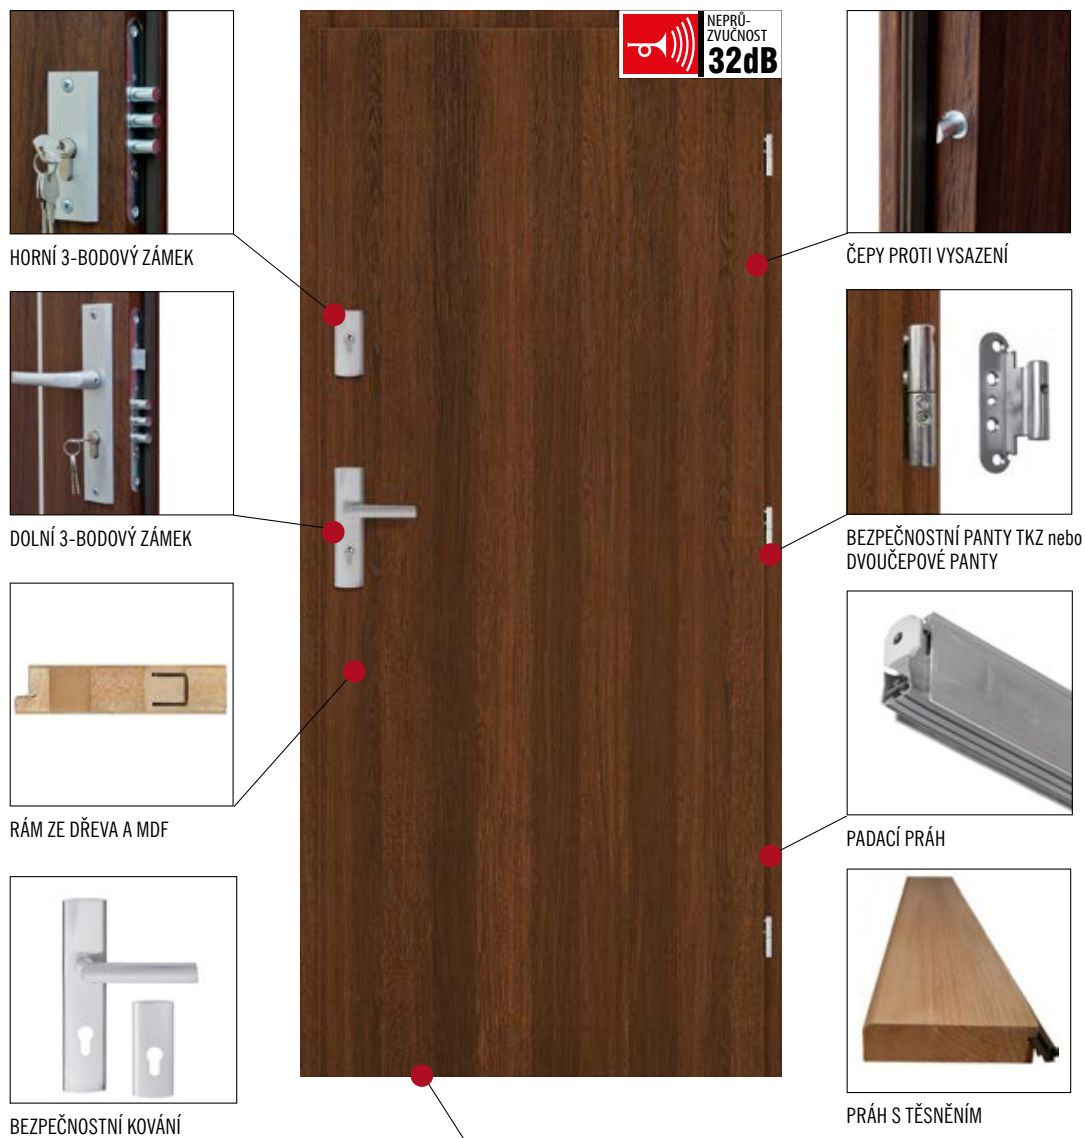 NEPRŮ-
ZVUČNOST
32dB
HORNÍ 3-BODOVÝ ZÁMEK
ČEPY PROTI VYSAZENÍ
DOLNÍ 3-BODOVÝ ZÁMEK
BEZPEČNOSTNÍ PANTY TKZ nebo
DVOUČEPOVÉ PANTY
RÁM ZE DŘEVA A MDF
PADACÍ PRÁH
BEZPEČNOSTNÍ KOVÁNÍ
PRÁH S TĚSNĚNÍM